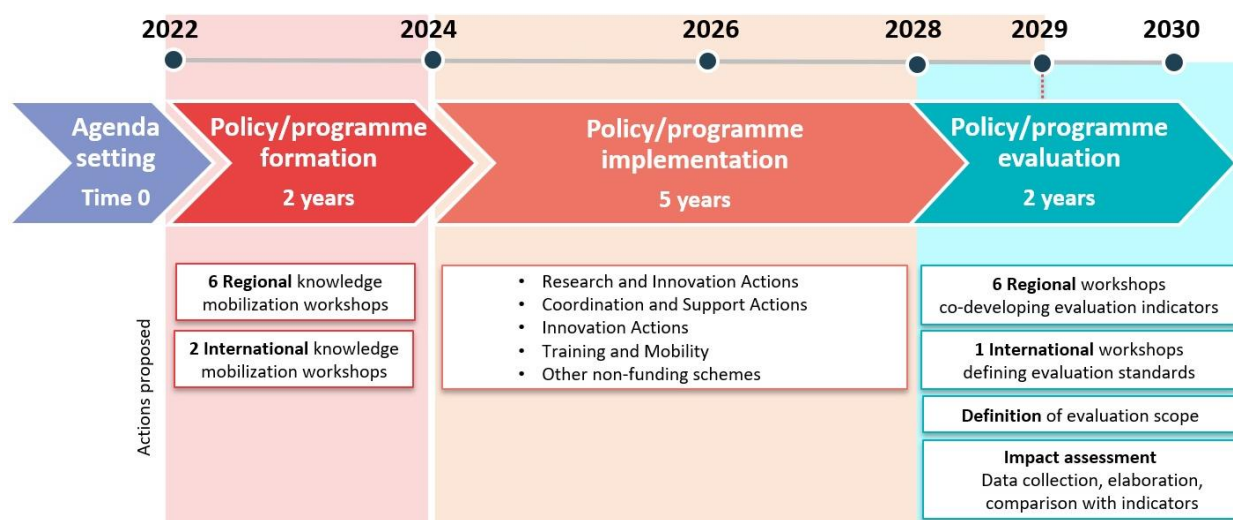 2022 2024 2026 2028 2029 2030
Agenda
setting
Time 0
Policy/programme
formation
2 years
Policy/programme
implementation
5 years
Policy/programme
evaluation
2 years
Actions proposed
6 Regional knowledge
mobilization workshops
2 International knowledge
mobilization workshops
• Research and Innovation Actions
• Coordination and Support Actions
• Innovation Actions
• Training and Mobility
• Other non-funding schemes
6 Regional workshops
co-developing evaluation indicators
1 International workshops
defining evaluation standards
Definition of evaluation scope
Impact assessment
Data collection, elaboration,
comparison with indicators